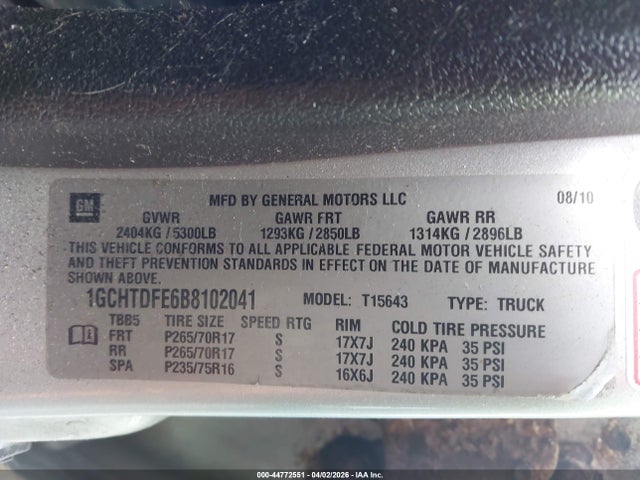 GM
MFD BY GENERAL MOTORS LLC 08/10
GVWR GAWR FRT GAWR RR
2404KG / 5300LB 1293KG / 2850LB 1314KG / 2896LB
THIS VEHICLE CONFORMS TO ALL APPLICABLE FEDERAL MOTOR VEHICLE SAFETY
AND THEFT PREVENTION STANDARDS IN EFFECT ON THE DATE OF MANUFACTURE
SHOWN ABOVE.
1GCHTDFE6B8102041 MODEL: T15643 TYPE: TRUCK
TBB5 TIRE SIZE SPEED RTG RIM COLD TIRE PRESSURE
FRT P265/70R17 S 17X7J 240 KPA 35 PSI
RR P265/70R17 S 17X7J 240 KPA 35 PSI
SPA P235/75R16 S 16X6J 240 KPA 35 PSI
000-44772551 - 04/02/2026 - IAA Inc.